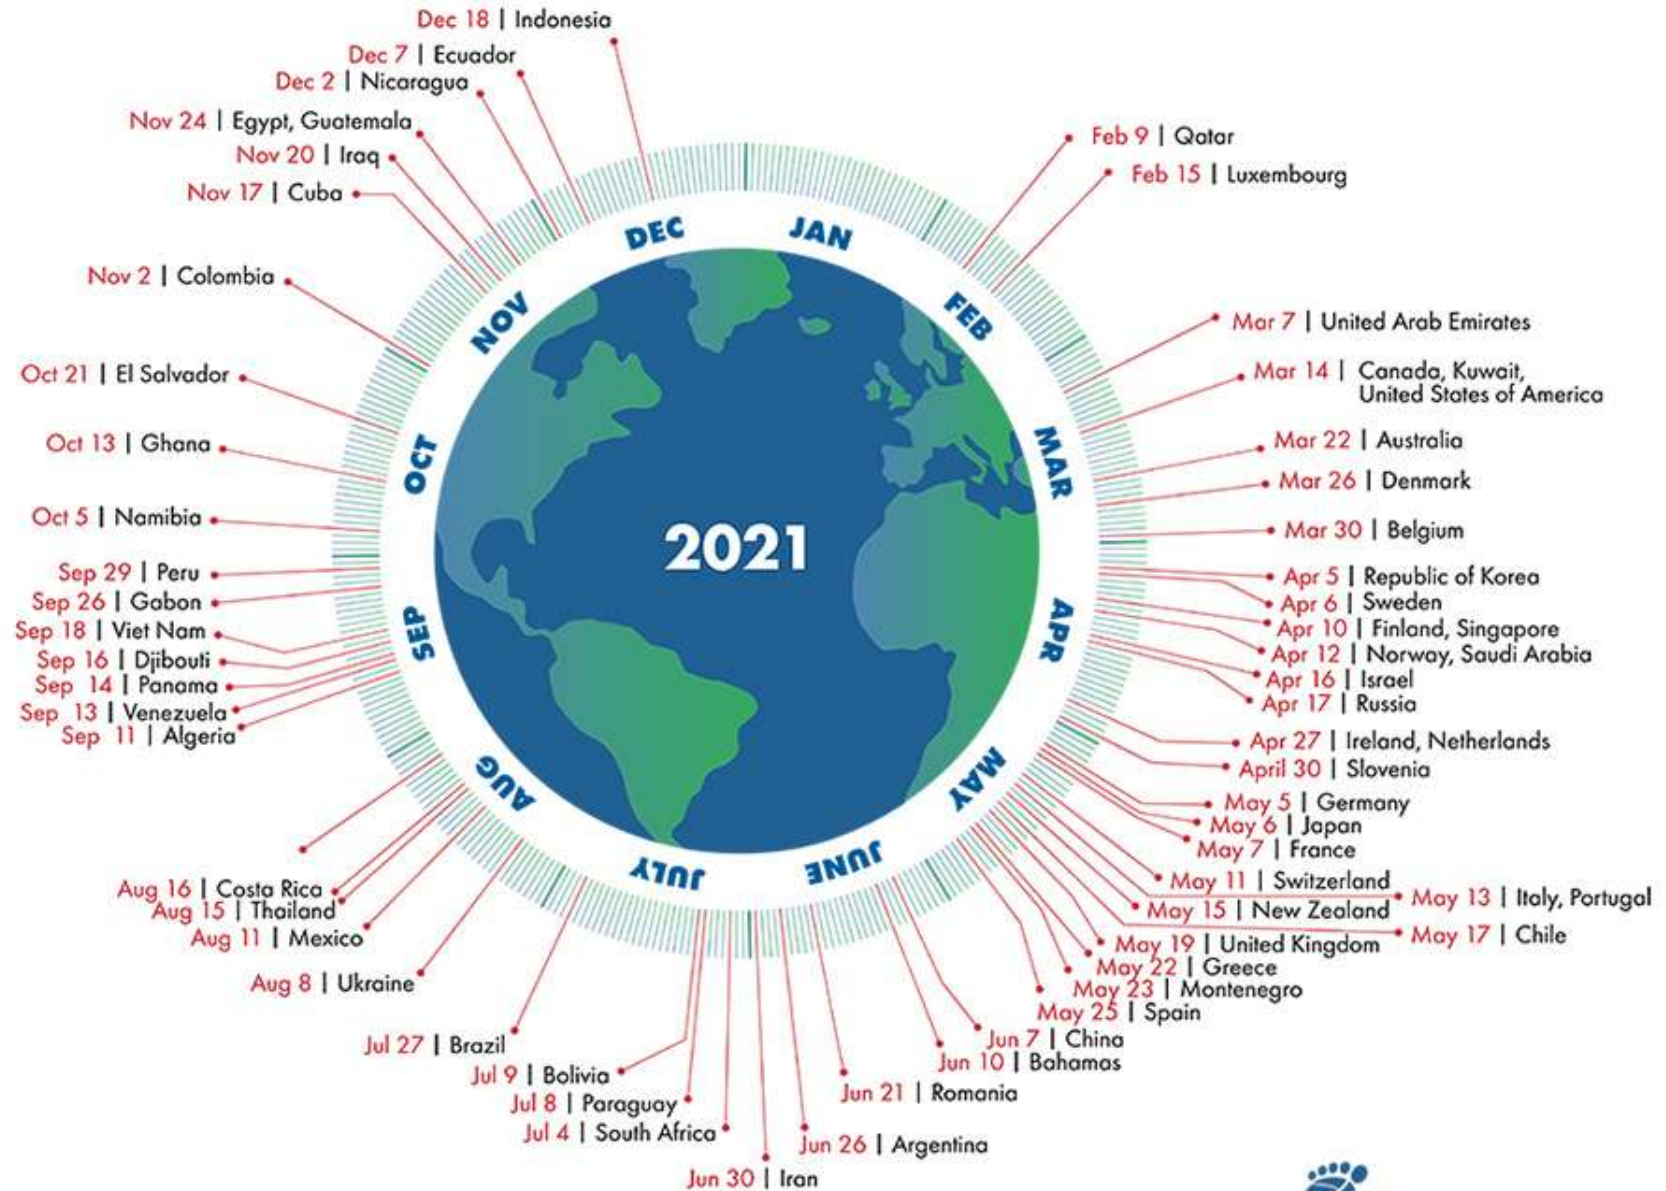 Dec 18 | Indonesia
Dec 7 | Ecuador
Dec 2 | Nicaragua
Nov 24 | Egypt, Guatemala
Nov 20 | Iraq
Nov 17 | Cuba
Nov 2 | Colombia
Oct 21 | El Salvador
Oct 13 | Ghana
Oct 5 | Namibia
Sep 29 | Peru
Sep 26 | Gabon
Sep 18 | Viet Nam
Sep 16 | Djibouti
Sep 14 | Panama
Sep 13 | Venezuela
Sep 11 | Algeria
Aug 16 | Costa Rica
Aug 15 | Thailand
Aug 11 | Mexico
Aug 8 | Ukraine
Jul 27 | Brazil
Jul 9 | Bolivia
Jul 8 | Paraguay
Jul 4 | South Africa
Jun 30 | Iran
Feb 9 | Qatar
Feb 15 | Luxembourg
Mar 7 | United Arab Emirates
Mar 14 | Canada, Kuwait,
United States of America
Mar 22 | Australia
Mar 26 | Denmark
Mar 30 | Belgium
Apr 5 | Republic of Korea
Apr 6 | Sweden
Apr 10 | Finland, Singapore
Apr 12 | Norway, Saudi Arabia
Apr 16 | Israel
Apr 17 | Russia
Apr 27 | Ireland, Netherlands
April 30 | Slovenia
May 5 | Germany
May 6 | Japan
May 7 | France
May 11 | Switzerland
May 13 | Italy, Portugal
May 15 | New Zealand
May 17 | Chile
May 19 | United Kingdom
May 22 | Greece
May 23 | Montenegro
May 25 | Spain
Jun 7 | China
Jun 10 | Bahamas
Jun 21 | Romania
Jun 26 | Argentina
JAN
FEB
MAR
APR
MAY
JUNE
JULY
AUG
SEP
OCT
NOV
DEC
2021